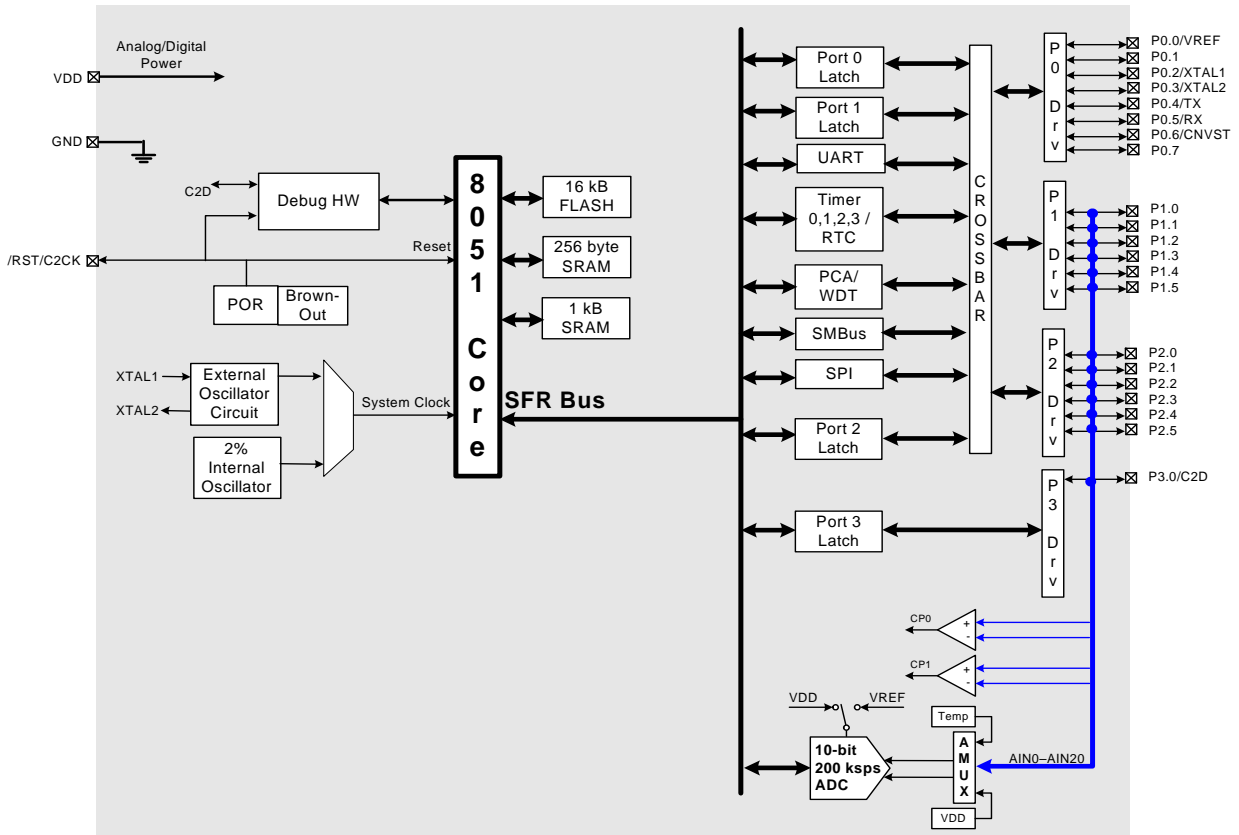 Analog/Digital
Power
VDD
GND
C2D
Debug HW
/RST/C2CK
Reset
POR
Brown-
Out
XTAL1
XTAL2
External
Oscillator
Circuit
2%
Internal
Oscillator
System Clock
8
0
5
1
C
o
r
e
16 kB
FLASH
256 byte
SRAM
1 kB
SRAM
SFR Bus
Port 0
Latch
Port 1
Latch
UART
Timer
0,1,2,3 /
RTC
PCA/
WDT
SMBus
SPI
Port 2
Latch
Port 3
Latch
C
R
O
S
S
B
A
R
P
0
D
r
v
P
1
D
r
v
P
2
D
r
v
P
3
D
r
v
P0.0/VREF
P0.1
P0.2/XTAL1
P0.3/XTAL2
P0.4/TX
P0.5/RX
P0.6/CNVST
P0.7
P1.0
P1.1
P1.2
P1.3
P1.4
P1.5
P2.0
P2.1
P2.2
P2.3
P2.4
P2.5
P3.0/C2D
CP0
+
-
CP1
+
-
VDD
VREF
10-bit
200 ksps
ADC
Temp
A
M
U
X
VDD
AIN0–AIN20